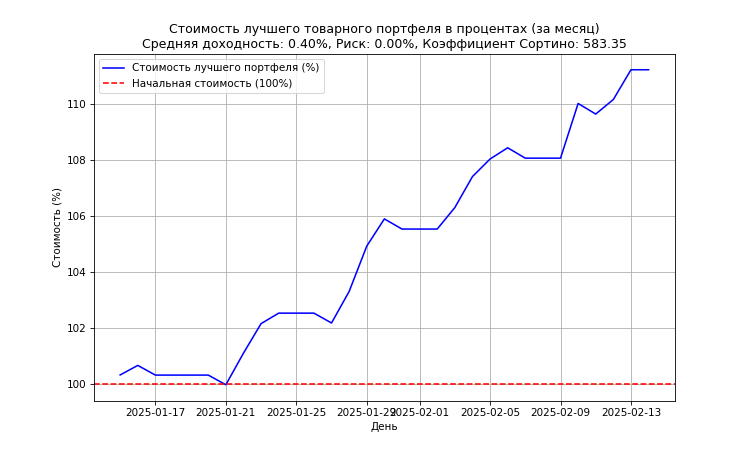 Стоимость лучшего товарного портфеля в процентах (за месяц)
Средняя доходность: 0.40%, Риск: 0.00%, Коэффициент Сортино: 583.35
Стоимость лучшего портфеля (%)
Начальная стоимость (100%)
Стоимость (%)
110
108
106
104
102
100
2025-01-17 2025-01-21 2025-01-25 2025-01-29 2025-02-01 2025-02-05 2025-02-09 2025-02-13
День